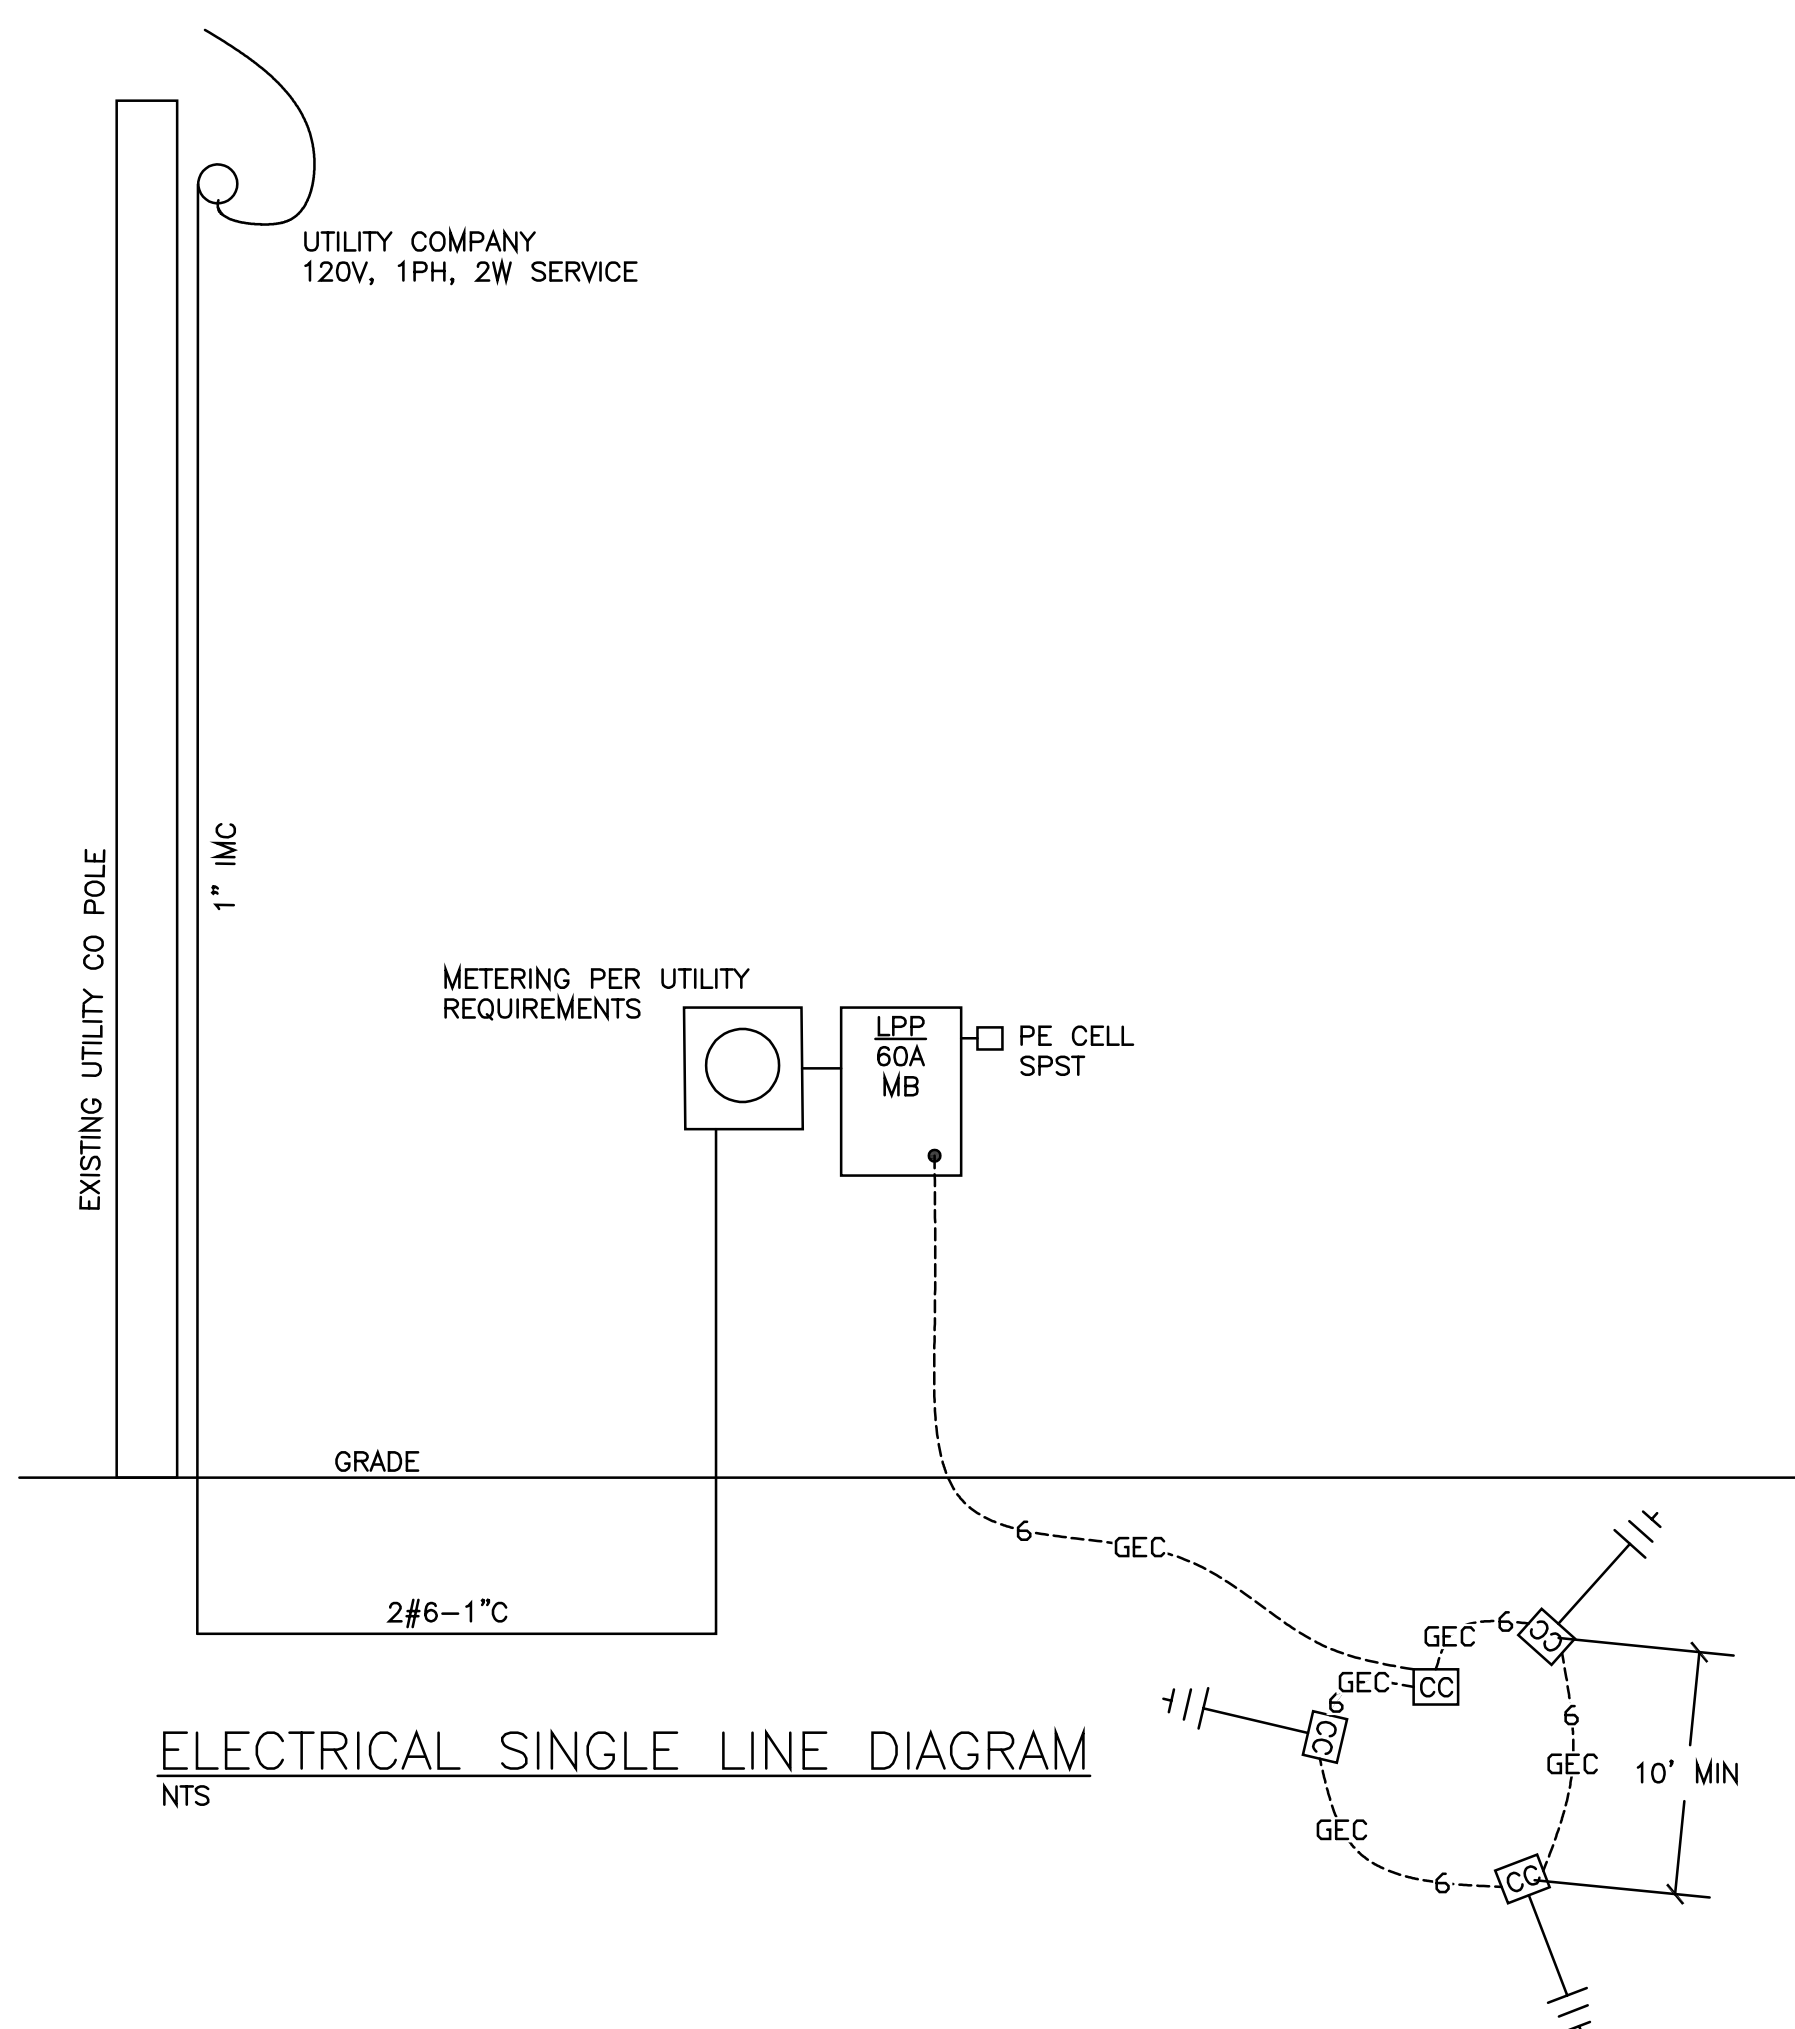 UTILITY COMPANY
120V, 1PH, 2W SERVICE
EXISTING UTILITY CO POLE
1" IMC
METERING PER UTILITY
REQUIREMENTS
LPP
60A
MB
PE CELL
SPST
GRADE
2#6-1"C
6
GEC
GEC
6
CC
GEC
6
CC
CC
6
GEC
10' MIN
GEC
6
CC
ELECTRICAL SINGLE LINE DIAGRAM
NTS